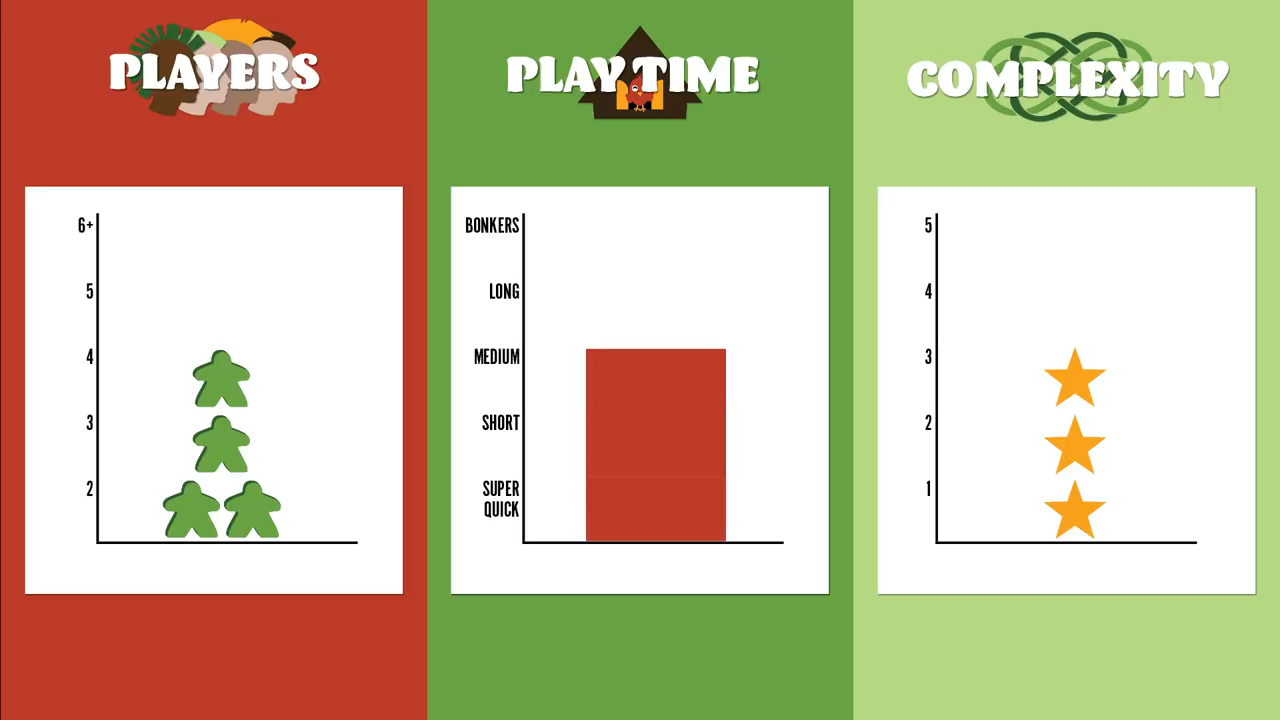 PLAYERS
6+
5
4
3
2
PLAY TIME
BONKERS
LONG
MEDIUM
SHORT
SUPER
QUICK
COMPLEXITY
5
4
3
2
1